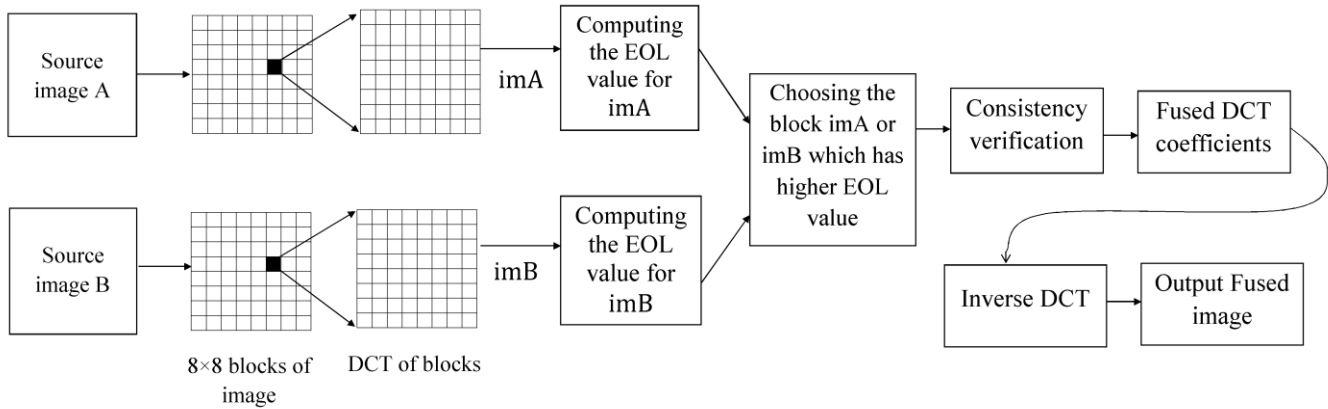 Source
image A
imA
Computing
the EOL
value for
imA
Choosing the
block imA or
imB which has
higher EOL
value
Consistency
verification
Fused DCT
coefficients
Source
image B
imB
Computing
the EOL
value for
imB
Inverse DCT
Output Fused
image
8×8 blocks of
image
DCT of blocks